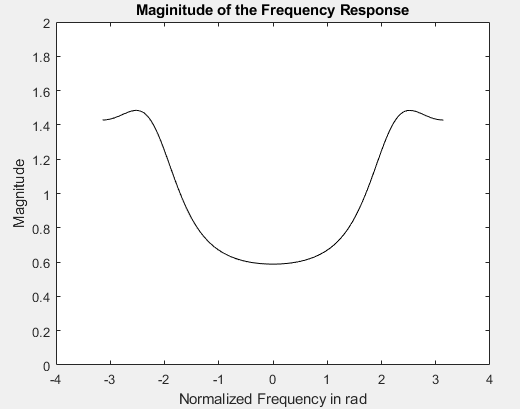 Maginitude of the Frequency Response
2
1.8
1.6
1.4
1.2
1
0.8
0.6
0.4
0.2
0
Magnitude
-4 -3 -2 -1 0 1 2 3 4
Normalized Frequency in rad